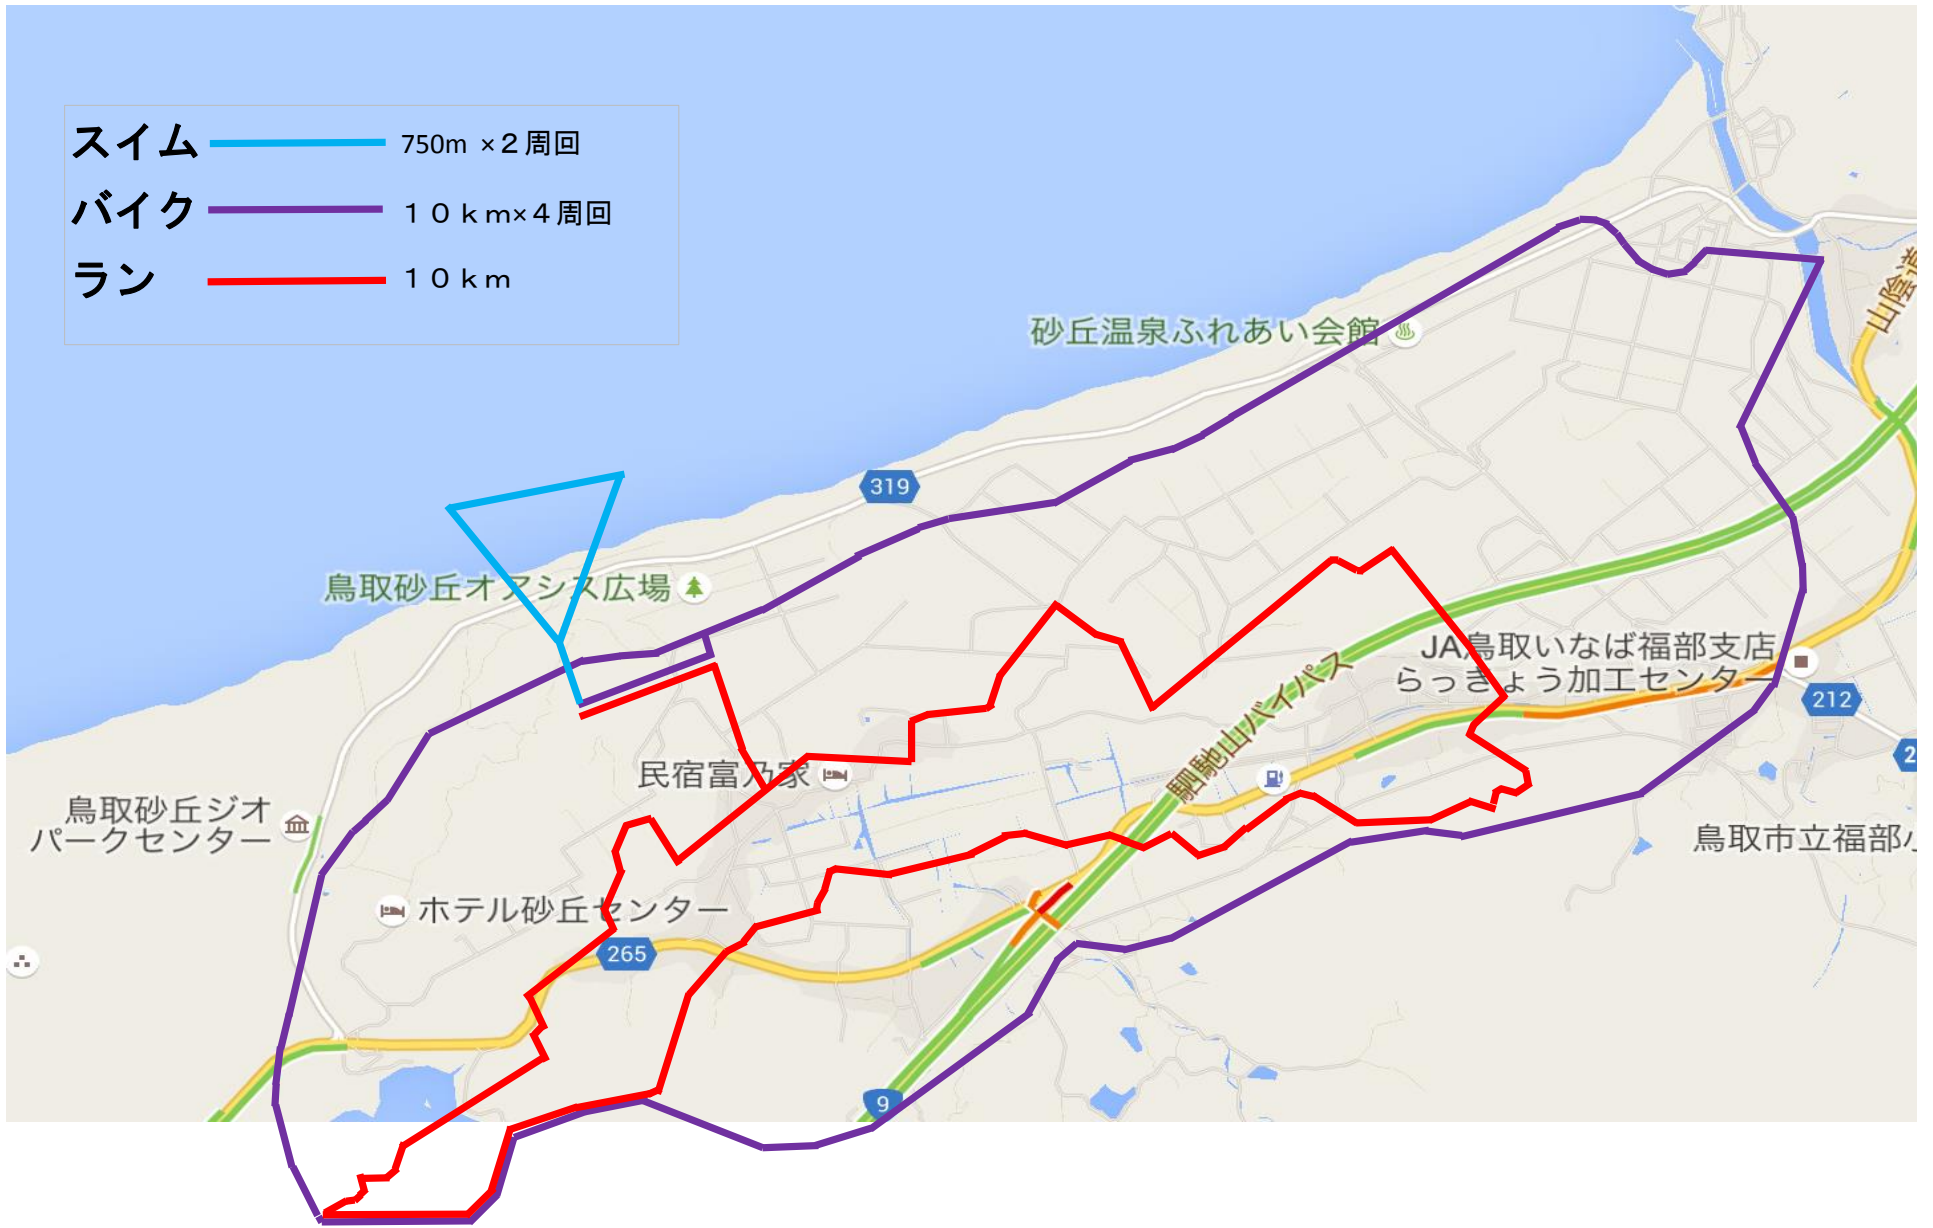 スイム 750m ×２周回
バイク １０ｋｍ×４周回
ラン １０ｋｍ
山陰道
砂丘温泉ふれあい会館
319
鳥取砂丘オアシス広場
JA鳥取いなば福部支店
らっきょう加工センター
212
2
駟馳山バイパス
民宿富乃家
鳥取砂丘ジオ
パークセンター
鳥取市立福部小
ホテル砂丘センター
265
9